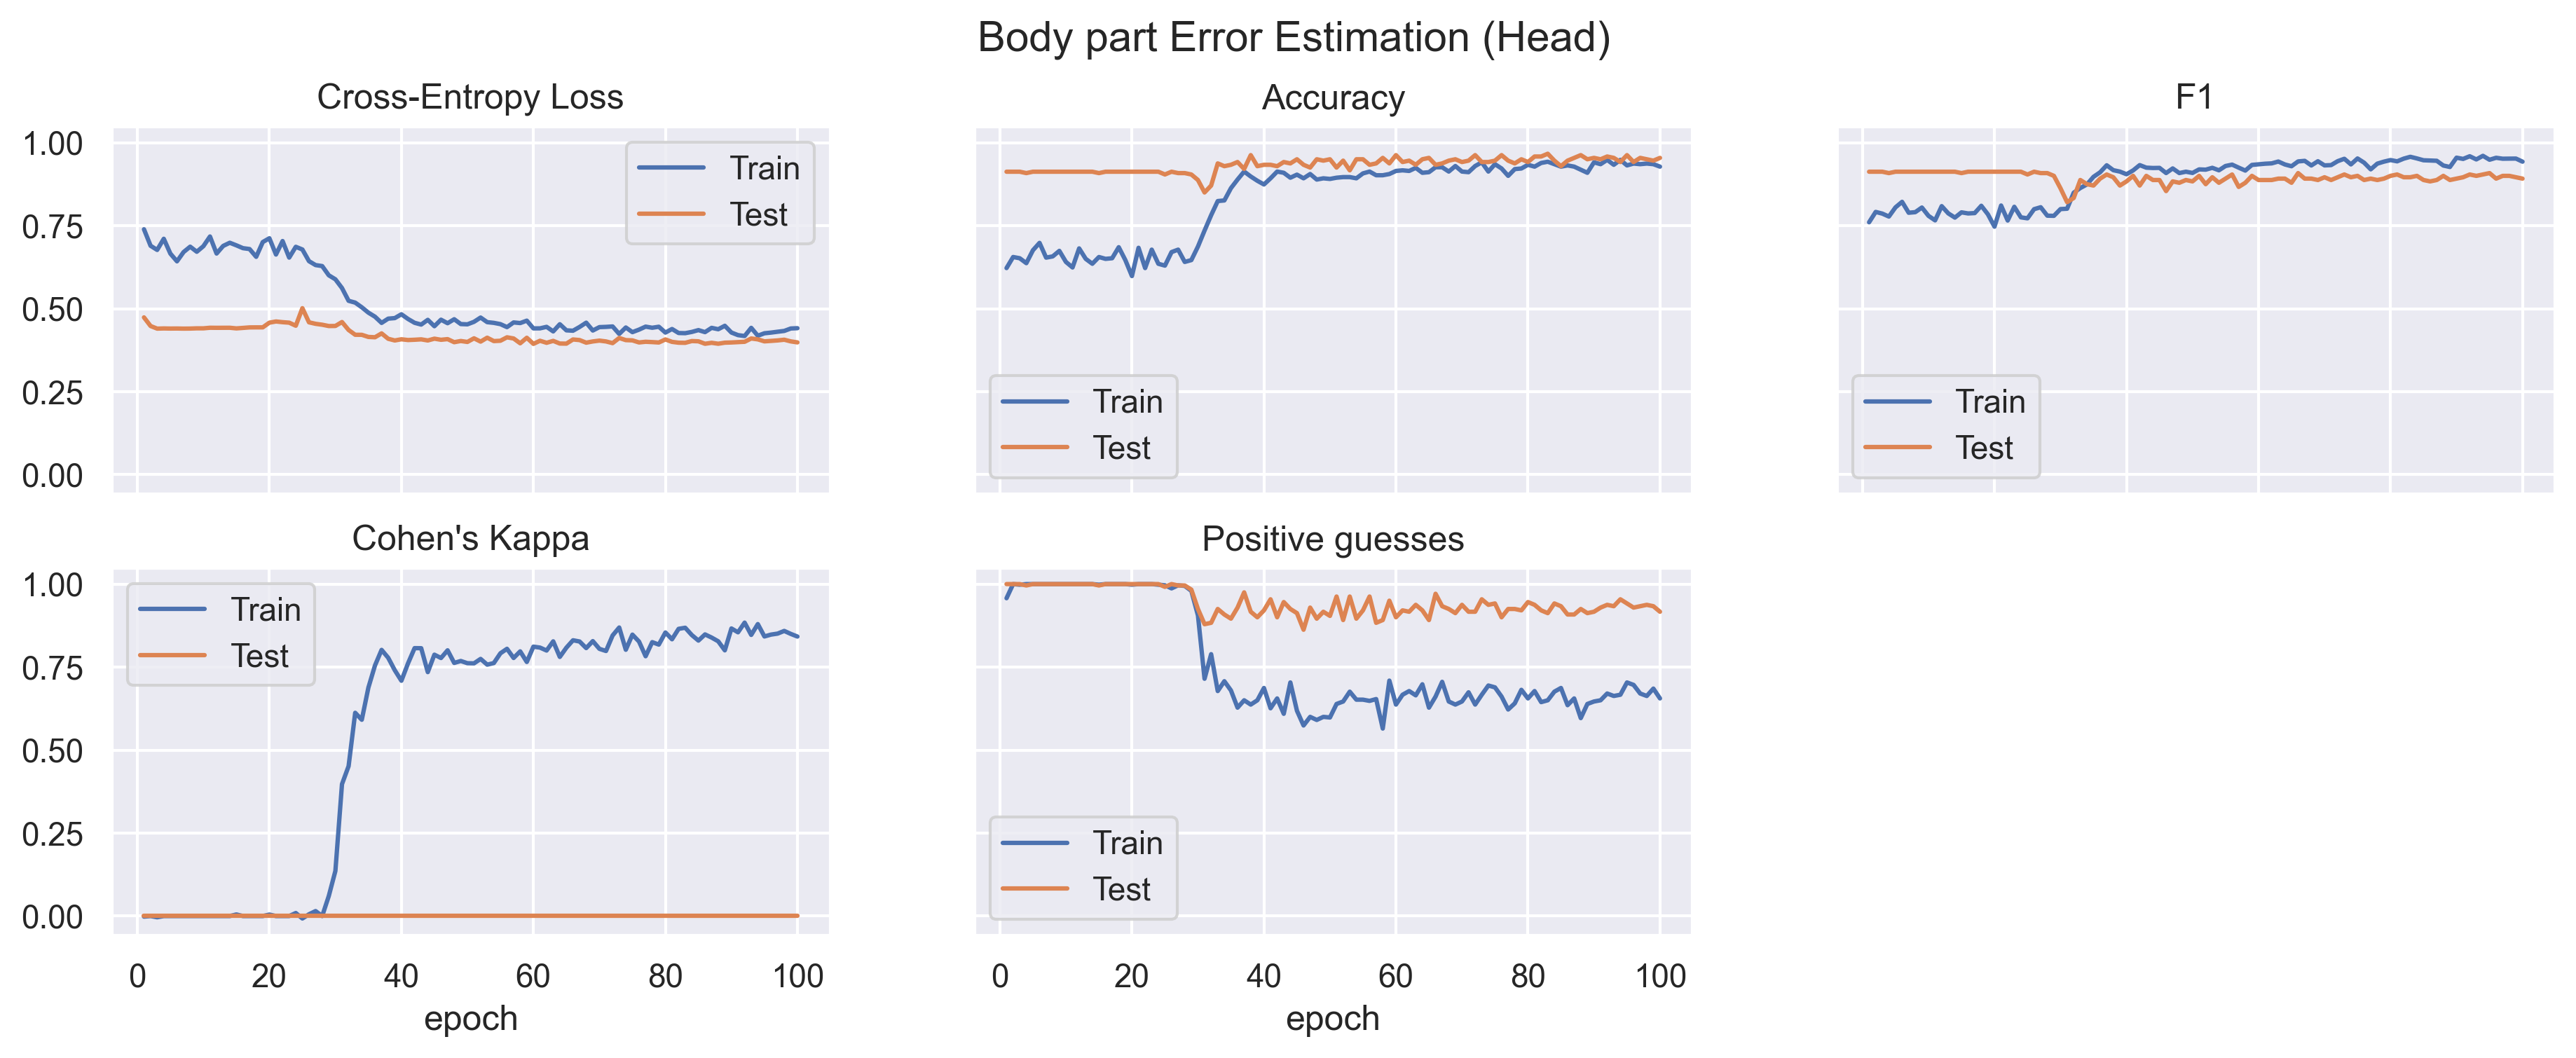 Body part Error Estimation (Head)
Cross-Entropy Loss
Accuracy
F1
1.00
0.75
0.50
0.25
0.00
Train
Test
Train
Test
Train
Test
Cohen's Kappa
Positive guesses
1.00
0.75
0.50
0.25
0.00
Train
Test
Train
Test
0 20 40 60 80 100
0 20 40 60 80 100
epoch
epoch